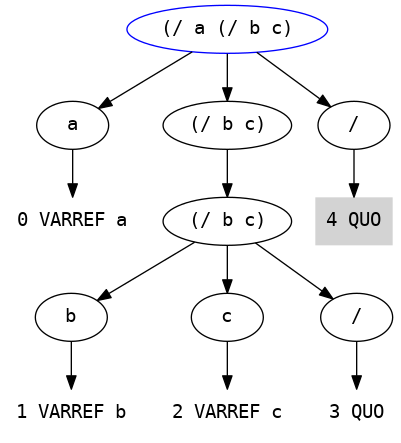 (/ a (/ b c)
a
(/ b c)
/
0 VARREF a
(/ b c)
4 QUO
b
c
/
1 VARREF b
2 VARREF c
3 QUO